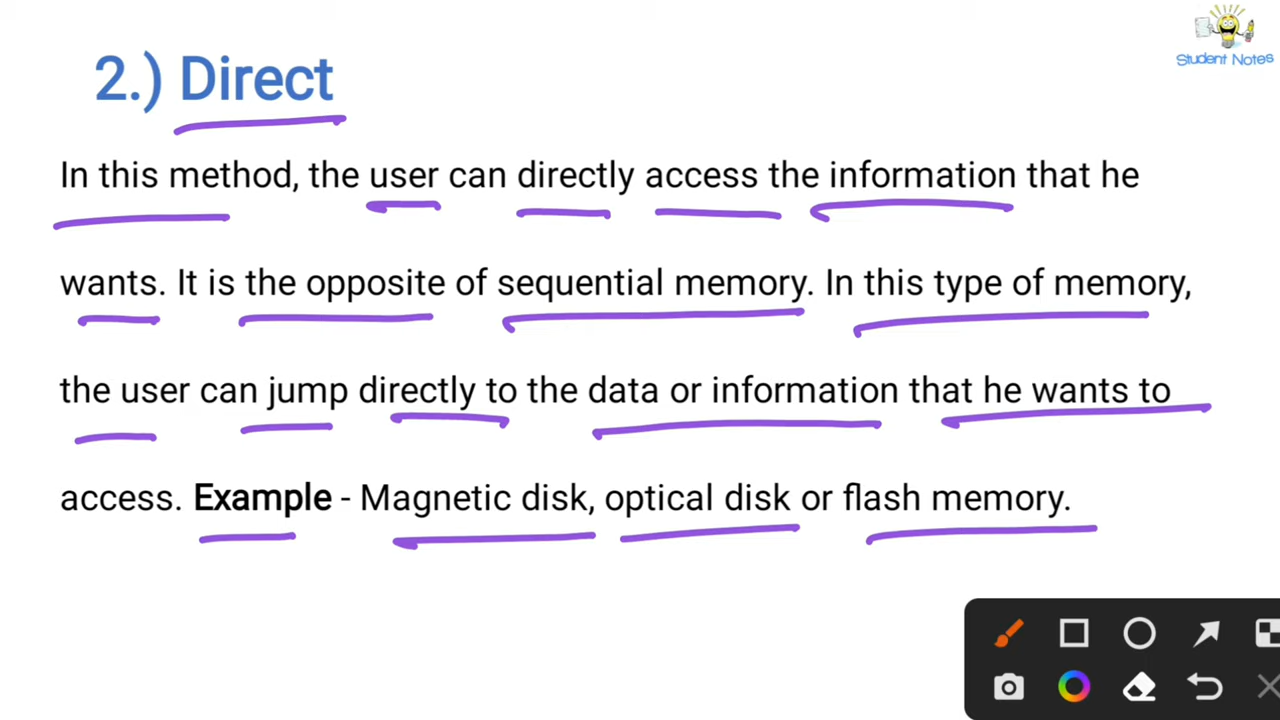 Student Notes
2.) Direct
In this method, the user can directly access the information that he
wants. It is the opposite of sequential memory. In this type of memory,
the user can jump directly to the data or information that he wants to
access. Example - Magnetic disk, optical disk or flash memory.